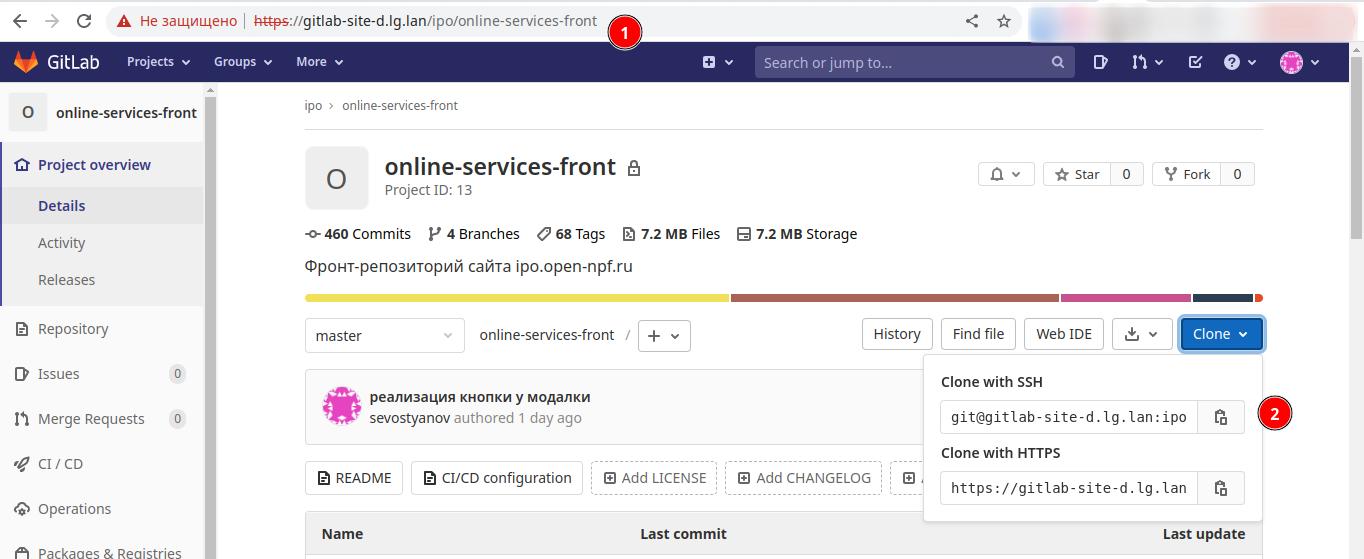 Не защищено https://gitlab-site-d.lg.lan/ipo/online-services-front
1
GitLab Projects Groups More Search or jump to...
O online-services-front
Project overview
Details
Activity
Releases
Repository
Issues 0
Merge Requests 0
CI / CD
Operations
Packages & Registries
ipo > online-services-front
O
online-services-front
Project ID: 13
Star 0 Fork 0
460 Commits 4 Branches 68 Tags 7.2 MB Files 7.2 MB Storage
Фронт-репозиторий сайта ipo.open-npf.ru
master online-services-front / + History Find file Web IDE Clone
Clone with SSH
git@gitlab-site-d.lg.lan:ipo
2
Clone with HTTPS
https://gitlab-site-d.lg.lan
реализация кнопки у модалки
sevostyanov authored 1 day ago
README CI/CD configuration Add LICENSE Add CHANGELOG
Name Last commit Last update